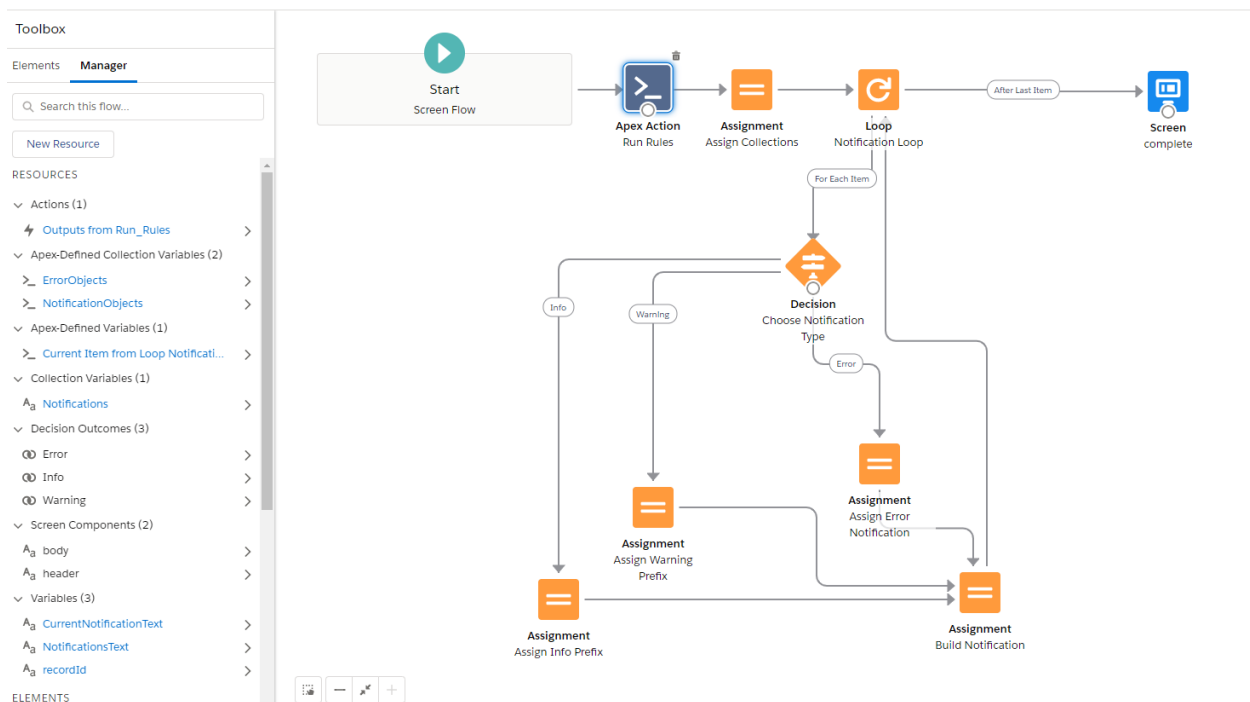 Toolbox
Elements
Manager
Search this flow...
New Resource
RESOURCES
Actions (1)
Outputs from Run_Rules
Apex-Defined Collection Variables (2)
ErrorObjects
NotificationObjects
Apex-Defined Variables (1)
Current Item from Loop Notificati...
Collection Variables (1)
Notifications
Decision Outcomes (3)
Error
Info
Warning
Screen Components (2)
body
header
Variables (3)
CurrentNotificationText
NotificationsText
recordId
ELEMENTS
Start
Screen Flow
Apex Action
Run Rules
Assignment
Assign Collections
Loop
Notification Loop
After Last Item
Screen
complete
For Each Item
Decision
Choose Notification
Type
Info
Warning
Error
Assignment
Assign Error
Notification
Assignment
Assign Warning
Prefix
Assignment
Assign Info Prefix
Assignment
Build Notification